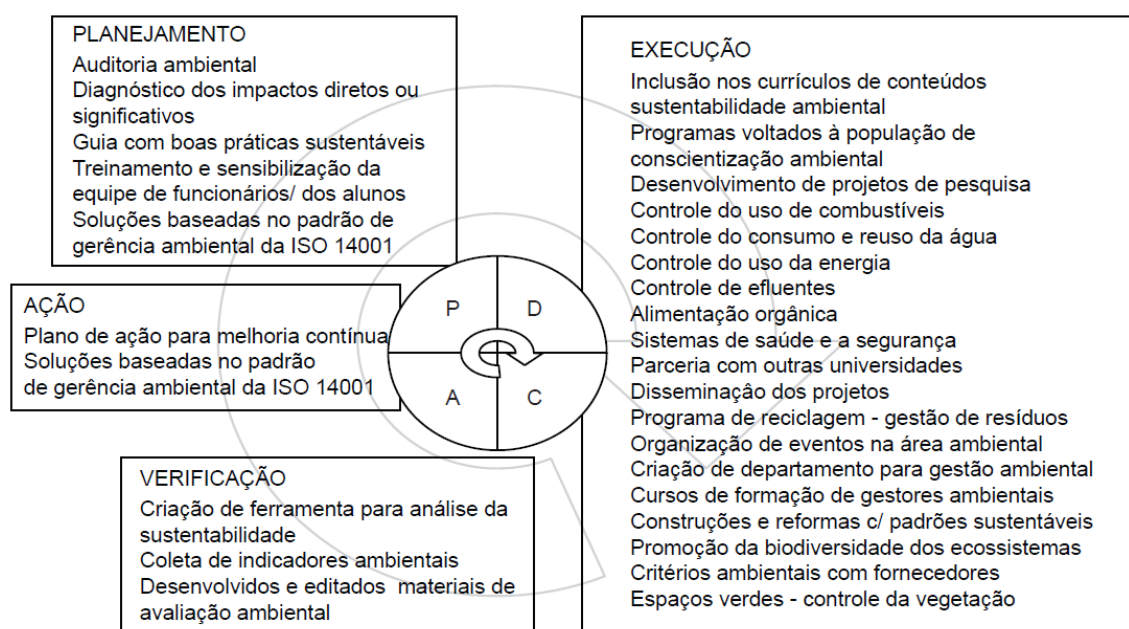 PLANEJAMENTO
Auditoria ambiental
Diagnóstico dos impactos diretos ou
significativos
Guia com boas práticas sustentáveis
Treinamento e sensibilização da
equipe de funcionários/ dos alunos
Soluções baseadas no padrão de
gerência ambiental da ISO 14001
EXECUÇÃO
Inclusão nos currículos de conteúdos
sustentabilidade ambiental
Programas voltados à população de
conscientização ambiental
Desenvolvimento de projetos de pesquisa
Controle do uso de combustíveis
Controle do consumo e reuso da água
Controle do uso da energia
Controle de efluentes
Alimentação orgânica
Sistemas de saúde e a segurança
Parceria com outras universidades
Disseminaçâo dos projetos
Programa de reciclagem - gestão de resíduos
Organização de eventos na área ambiental
Criação de departamento para gestão ambiental
Cursos de formação de gestores ambientais
Construções e reformas c/ padrões sustentáveis
Promoção da biodiversidade dos ecossistemas
Critérios ambientais com fornecedores
Espaços verdes - controle da vegetação
P D
A C
AÇÃO
Plano de ação para melhoria contínua
Soluções baseadas no padrão
de gerência ambiental da ISO 14001
VERIFICAÇÃO
Criação de ferramenta para análise da
sustentabilidade
Coleta de indicadores ambientais
Desenvolvidos e editados materiais de
avaliação ambiental